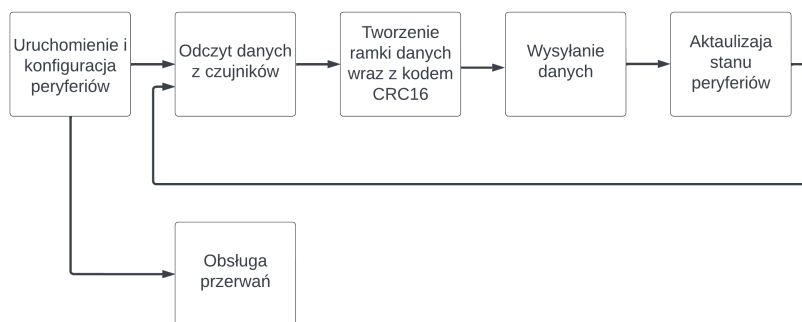 Uruchomienie i
konfiguracja
peryferiów
Odczyt danych
z czujników
Tworzenie
ramki danych
wraz z kodem
CRC16
Wysyłanie
danych
Aktaulizaja
stanu
peryferiów
Obsługa
przerwań